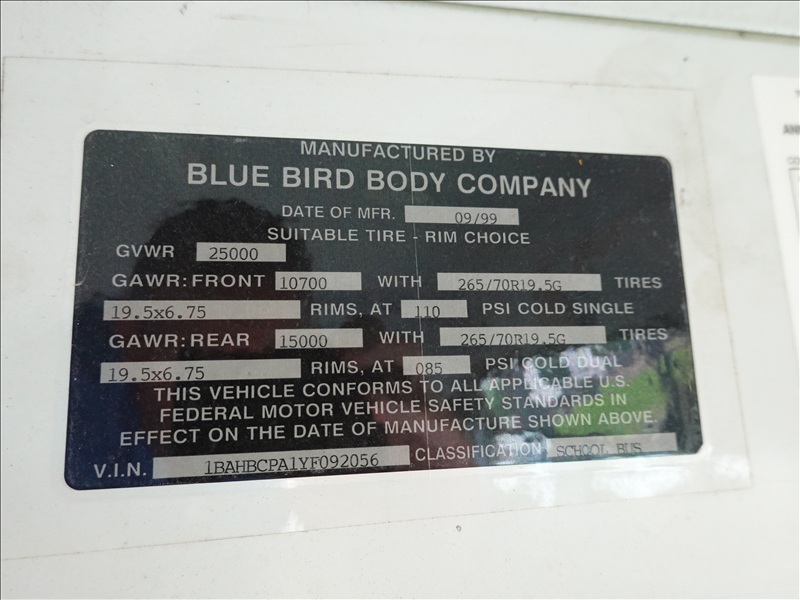 MANUFACTURED BY
BLUE BIRD BODY COMPANY
DATE OF MFR. 09/99
SUITABLE TIRE - RIM CHOICE
GVWR 25000
GAWR: FRONT 10700 WITH 265/70R19.5G TIRES
19.5x6.75 RIMS, AT 110 PSI COLD SINGLE
GAWR: REAR 15000 WITH 265/70R19.5G TIRES
19.5x6.75 RIMS, AT 085 PSI COLD DUAL
THIS VEHICLE CONFORMS TO ALL APPLICABLE U.S.
FEDERAL MOTOR VEHICLE SAFETY STANDARDS IN
EFFECT ON THE DATE OF MANUFACTURE SHOWN ABOVE.
V.I.N. 1BAHBCPA1YF092056 CLASSIFICATION SCHOOL BUS